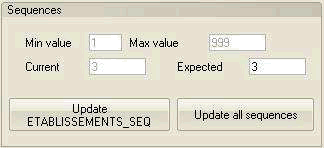 Sequences
Min value 1 Max value 999
Current 3 Expected 3
Update
ETABLISSEMENTS_SEQ
Update all sequences